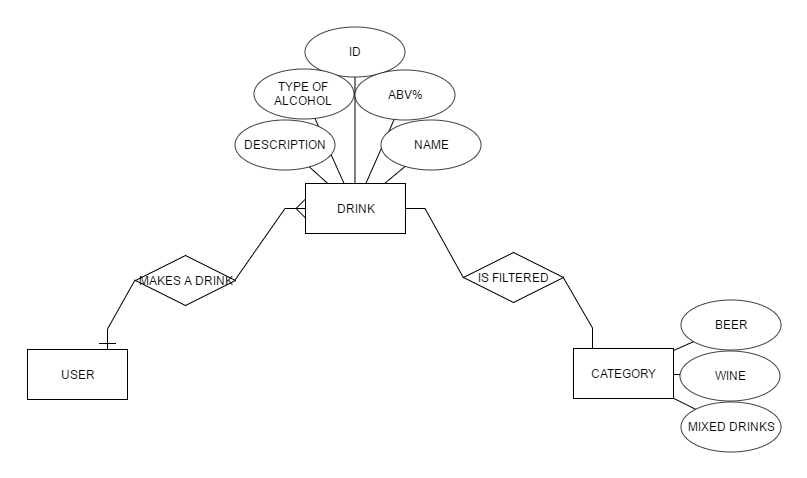 ID
TYPE OF
ALCOHOL
ABV%
DESCRIPTION
NAME
DRINK
MAKES A DRINK
IS FILTERED
BEER
USER
CATEGORY
WINE
MIXED DRINKS